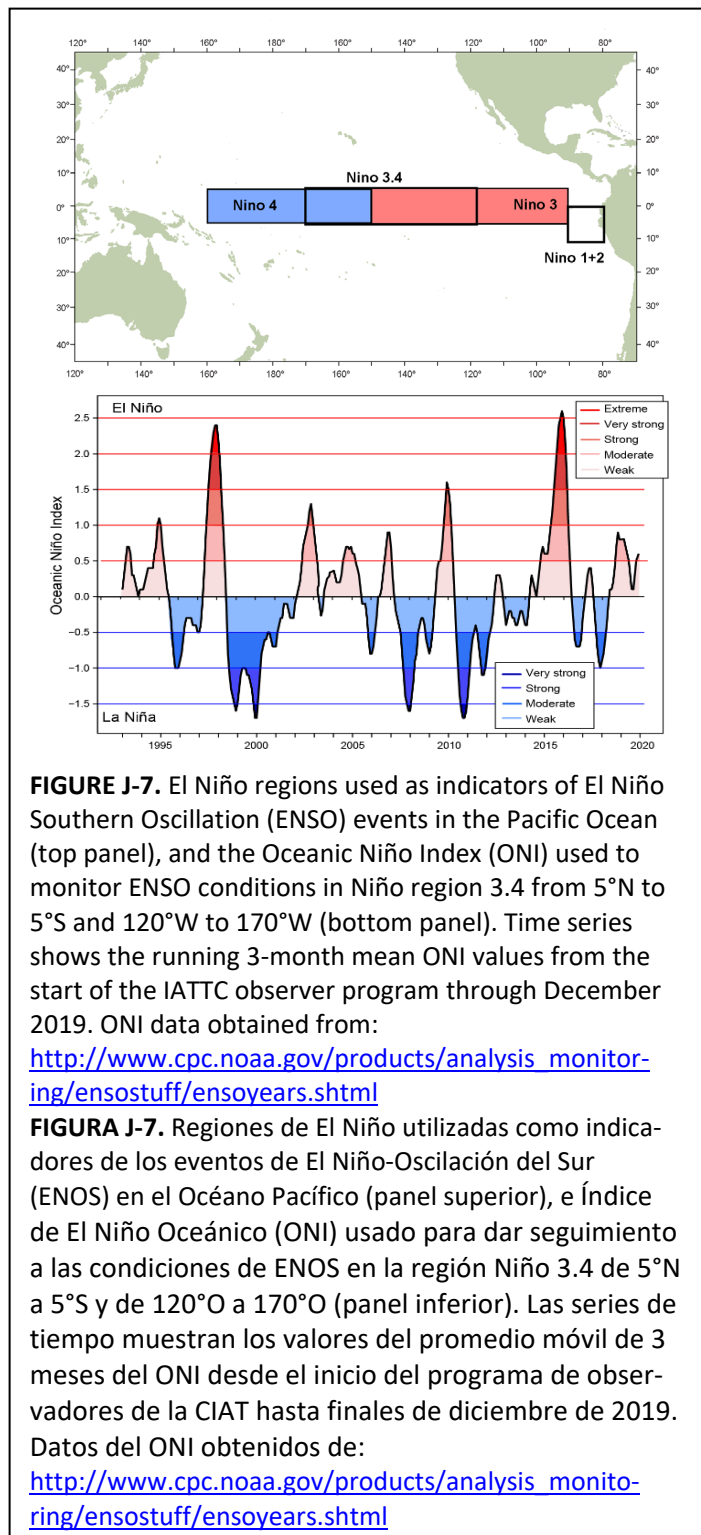 120° 140° 160° 180° 160° 140° 120° 100° 80°
40° 40°
30° 30°
20° 20°
10° 10°
Nino 3.4
Nino 4 Nino 3
0° 0°
10° 10°
Nino 1+2
20° 20°
30° 30°
40° 40°
120° 140° 160° 180° 160° 140° 120° 100° 80°
El Niño
Extreme
Very strong
Strong
Moderate
Weak
Oceanic Niño Index
2.5
2.0
1.5
1.0
0.5
0.0
−0.5
−1.0
−1.5
Very strong
Strong
Moderate
Weak
La Niña
1995 2000 2005 2010 2015 2020
FIGURE J-7. El Niño regions used as indicators of El Niño
Southern Oscillation (ENSO) events in the Pacific Ocean
(top panel), and the Oceanic Niño Index (ONI) used to
monitor ENSO conditions in Niño region 3.4 from 5°N to
5°S and 120°W to 170°W (bottom panel). Time series
shows the running 3-month mean ONI values from the
start of the IATTC observer program through December
2019. ONI data obtained from:
http://www.cpc.noaa.gov/products/analysis_monitor-
ing/ensostuff/ensoyears.shtml
FIGURA J-7. Regiones de El Niño utilizadas como indica-
dores de los eventos de El Niño-Oscilación del Sur
(ENOS) en el Océano Pacífico (panel superior), e Índice
de El Niño Oceánico (ONI) usado para dar seguimiento
a las condiciones de ENOS en la región Niño 3.4 de 5°N
a 5°S y de 120°O a 170°O (panel inferior). Las series de
tiempo muestran los valores del promedio móvil de 3
meses del ONI desde el inicio del programa de obser-
vadores de la CIAT hasta finales de diciembre de 2019.
Datos del ONI obtenidos de:
http://www.cpc.noaa.gov/products/analysis_monito-
ring/ensostuff/ensoyears.shtml